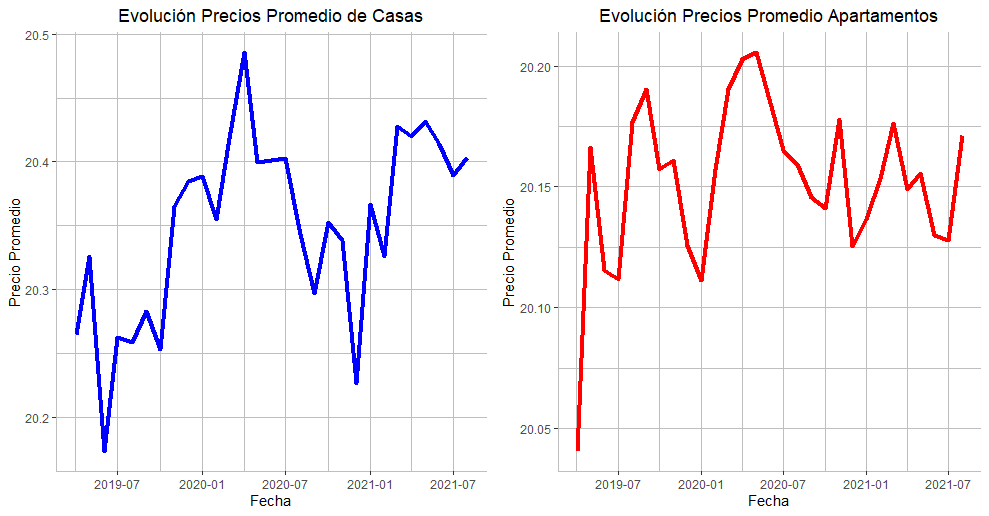 Evolución Precios Promedio de Casas
Precio Promedio
20.5
20.4
20.3
20.2
2019-07 2020-01 2020-07 2021-01 2021-07
Fecha
Evolución Precios Promedio Apartamentos
Precio Promedio
20.20
20.15
20.10
20.05
2019-07 2020-01 2020-07 2021-01 2021-07
Fecha